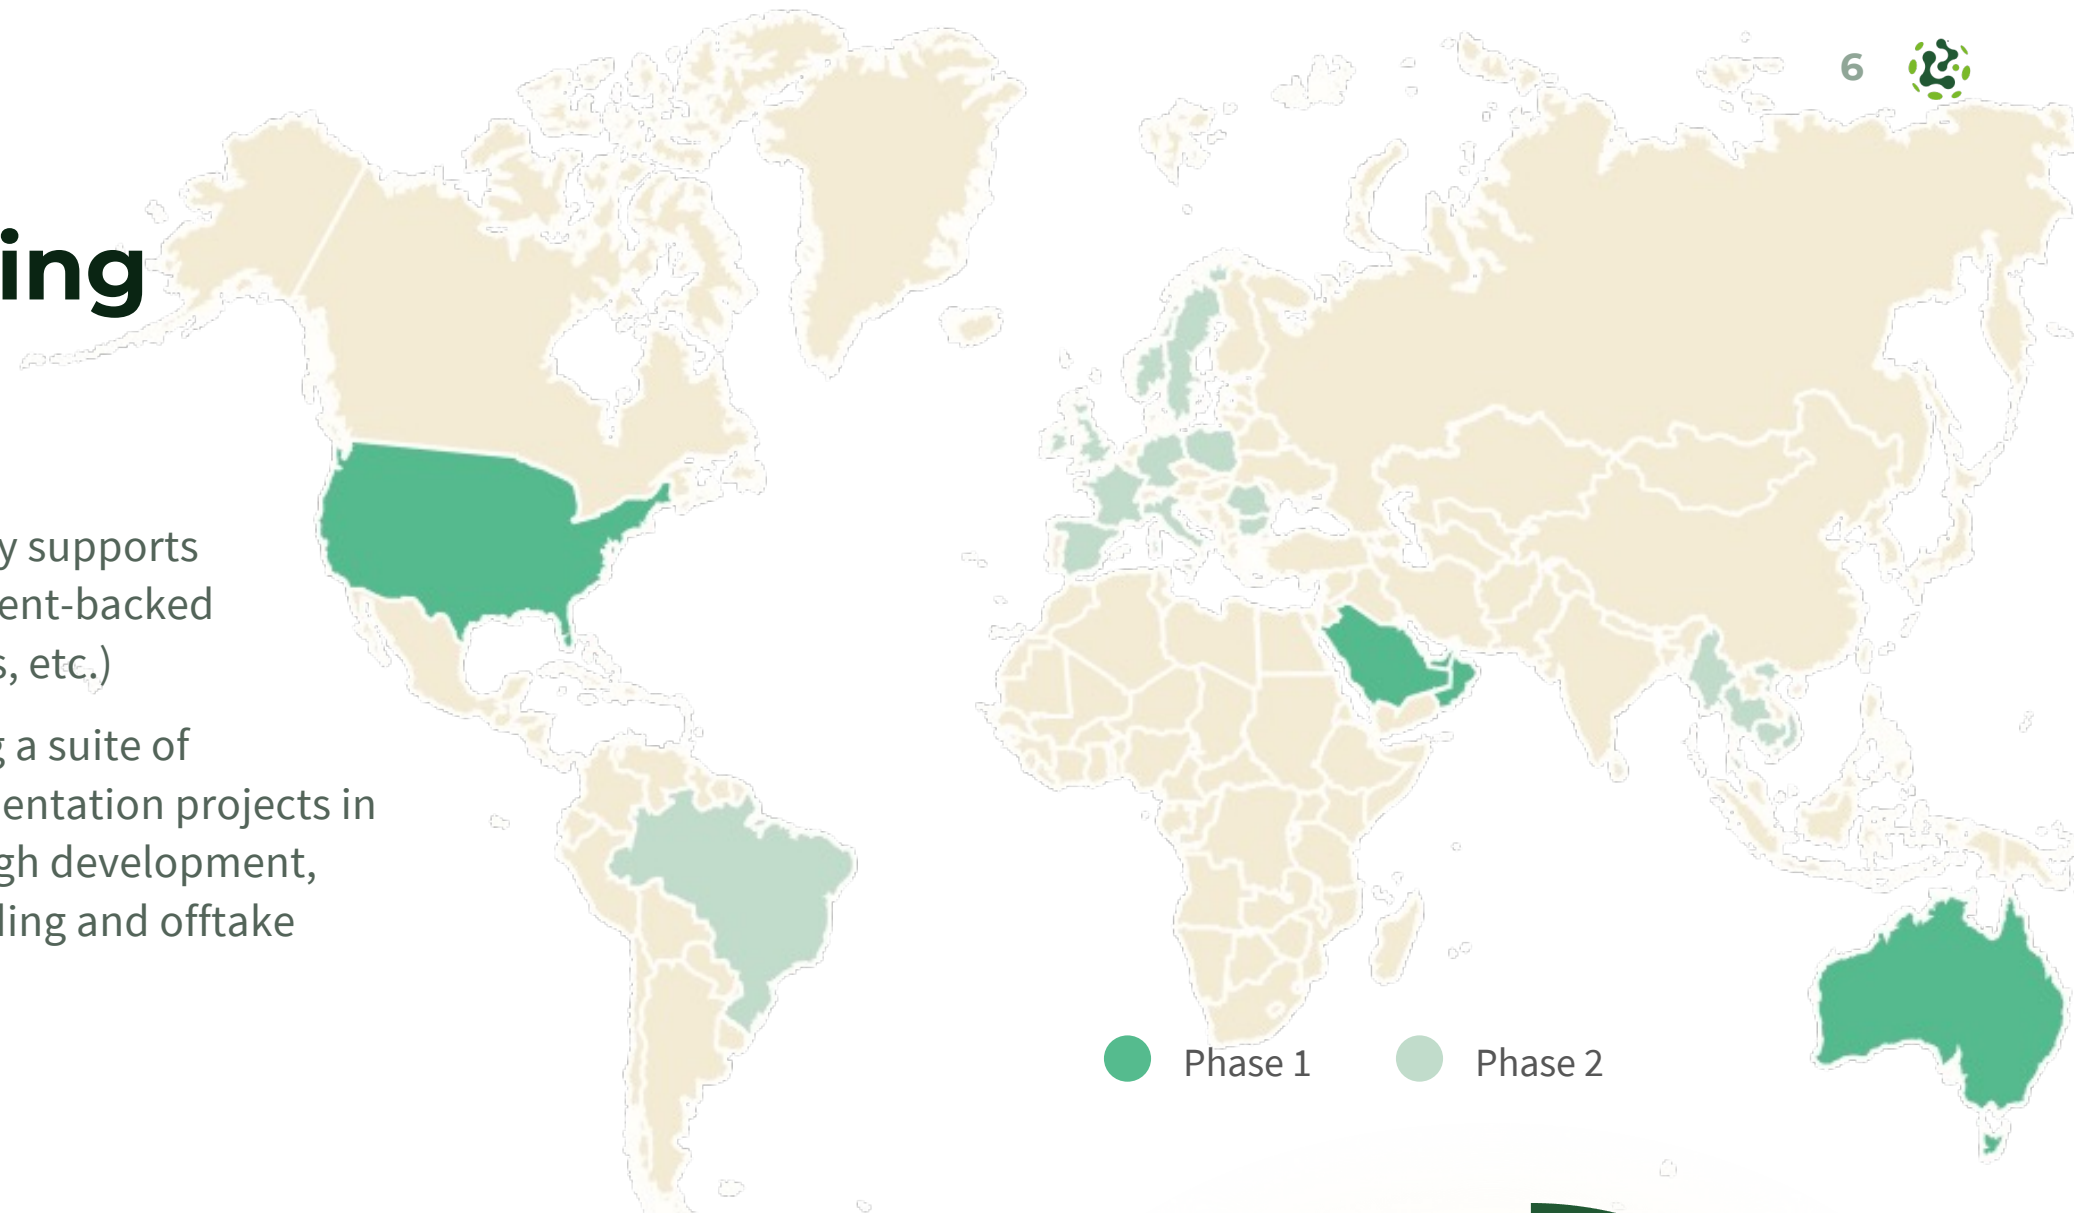 6
ing
y supports
ent-backed
s, etc.)
g a suite of
entation projects in
gh development,
ling and offtake
Phase 1
Phase 2